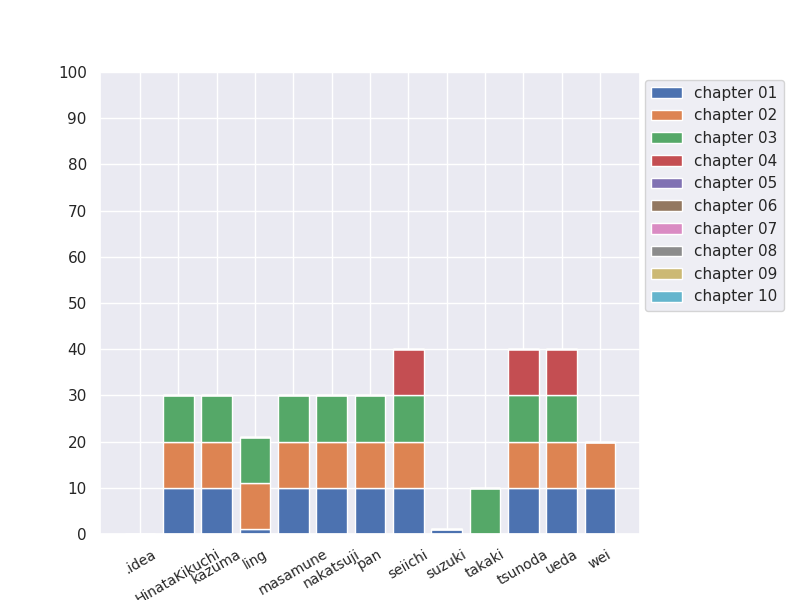 100
90
80
70
60
50
40
30
20
10
0
.idea
HinataKikuchi
kazuma
ling
masamune
nakatsuji
pan
seiichi
suzuki
takaki
tsunoda
ueda
wei
chapter 01
chapter 02
chapter 03
chapter 04
chapter 05
chapter 06
chapter 07
chapter 08
chapter 09
chapter 10